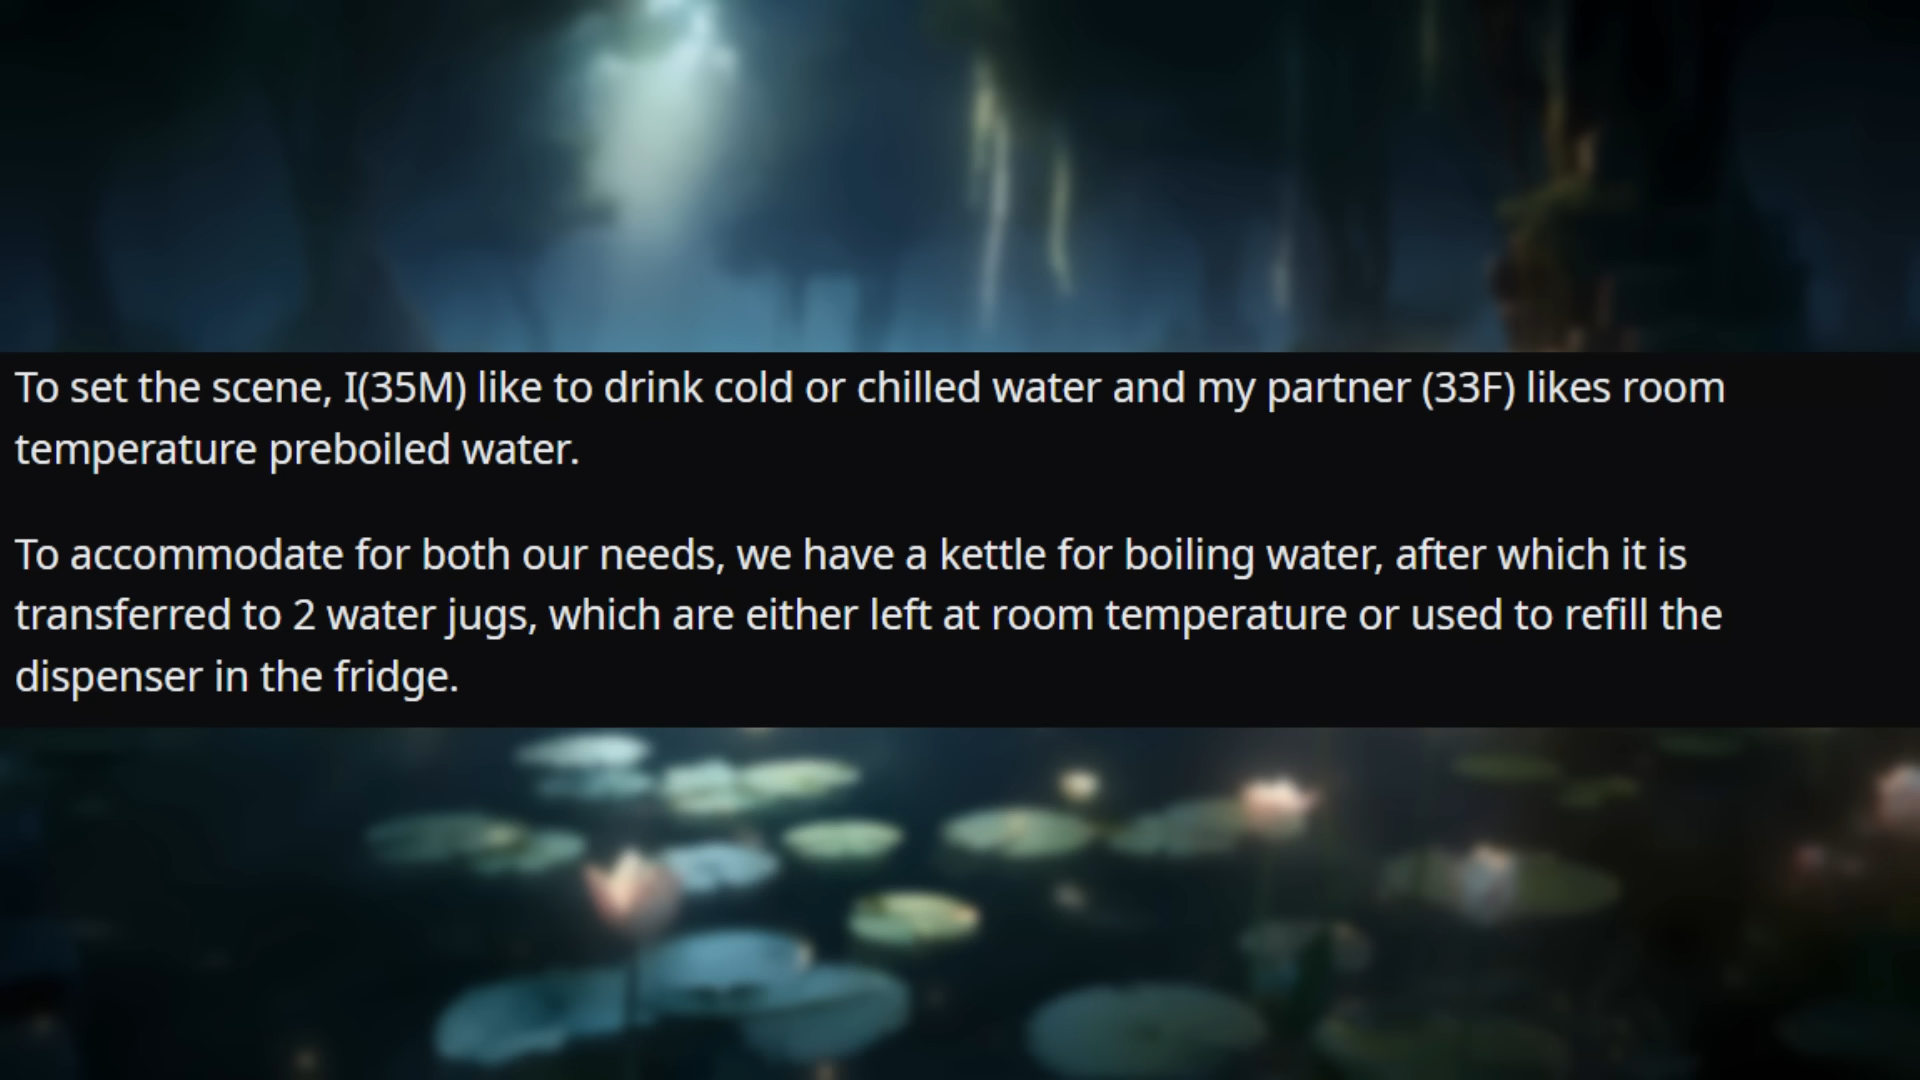 To set the scene, I(35M) like to drink cold or chilled water and my partner (33F) likes room
temperature preboiled water.
To accommodate for both our needs, we have a kettle for boiling water, after which it is
transferred to 2 water jugs, which are either left at room temperature or used to refill the
dispenser in the fridge.